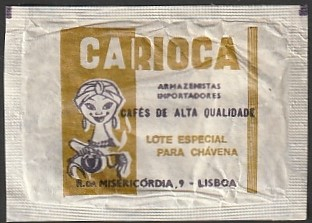 CARIOCA
ARMAZENISTAS
IMPORTADORES
CAFÉS DE ALTA QUALIDADE
LOTE ESPECIAL
PARA CHÁVENA
R. DA MISERICÓRDIA, 9 - LISBOA